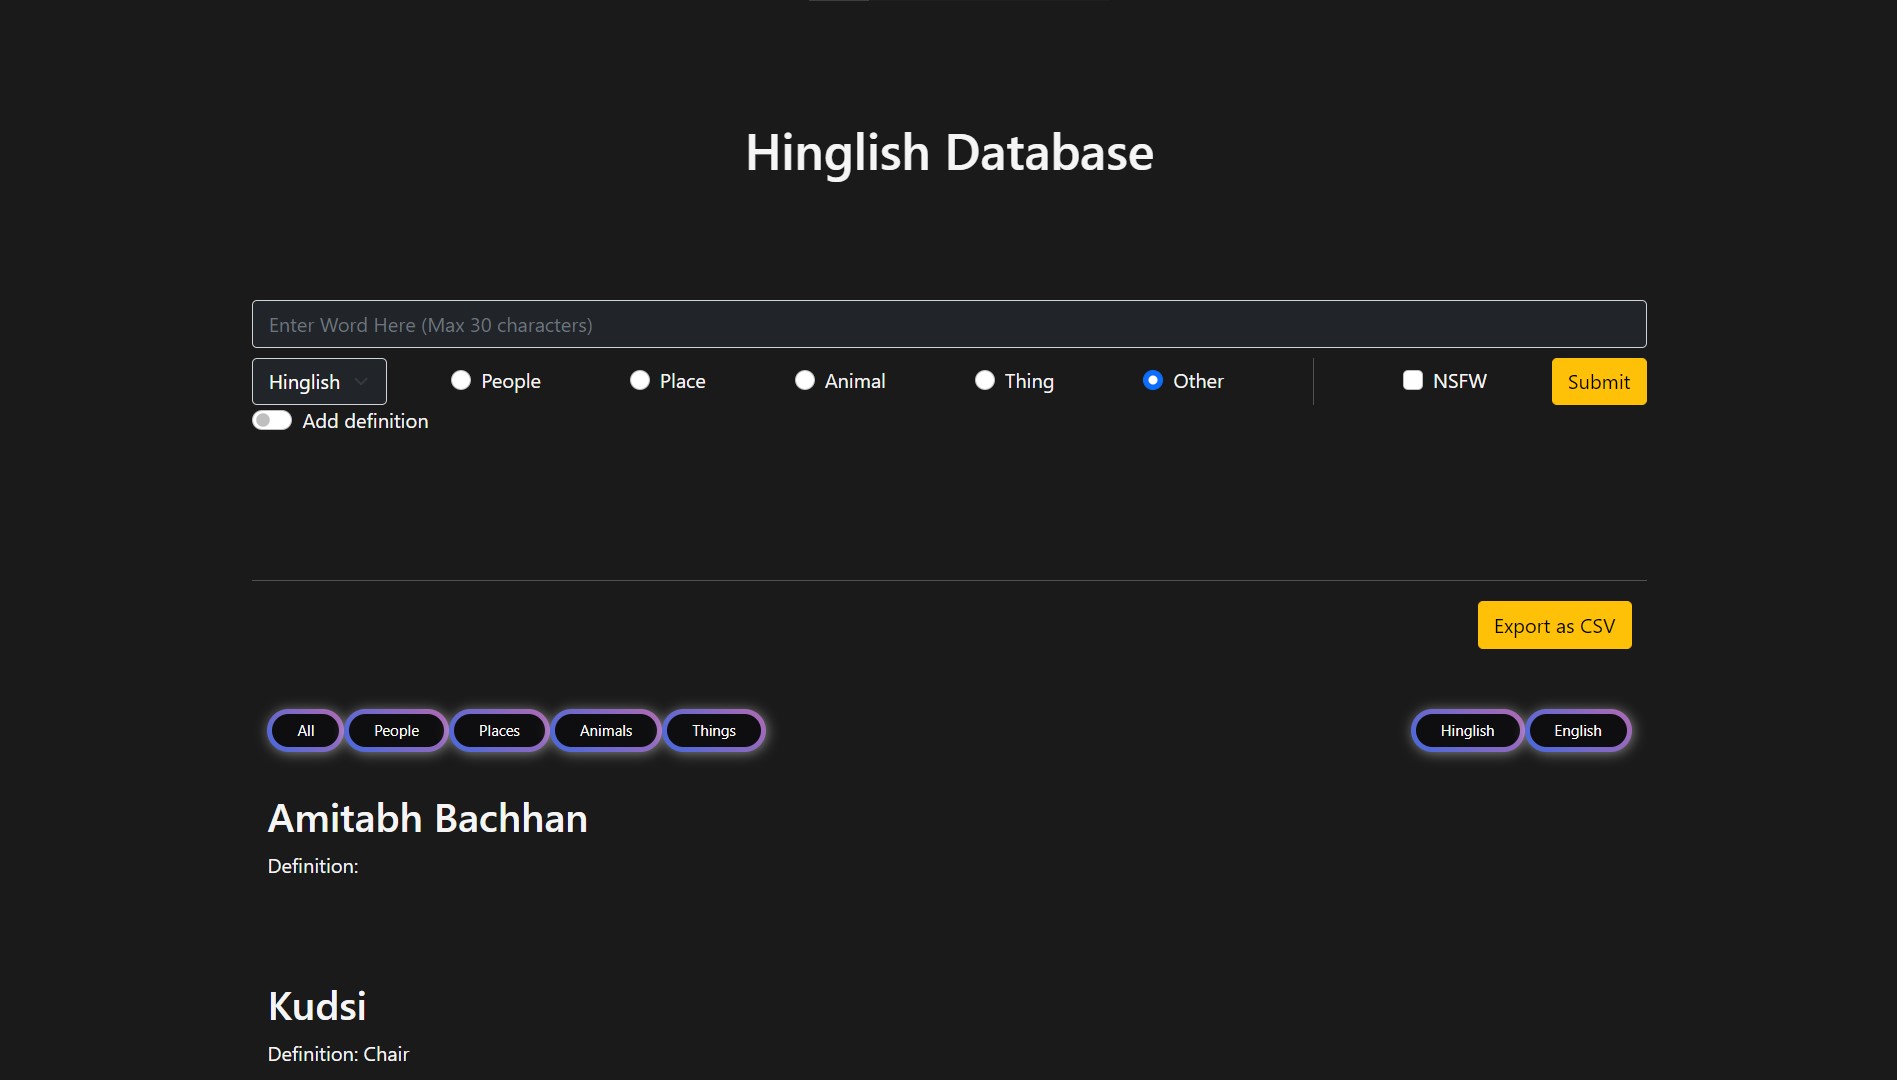 Hinglish Database
Enter Word Here (Max 30 characters)
Hinglish People Place Animal Thing Other NSFW Submit
Add definition
Export as CSV
All People Places Animals Things Hinglish English
Amitabh Bachhan
Definition:
Kudsi
Definition: Chair